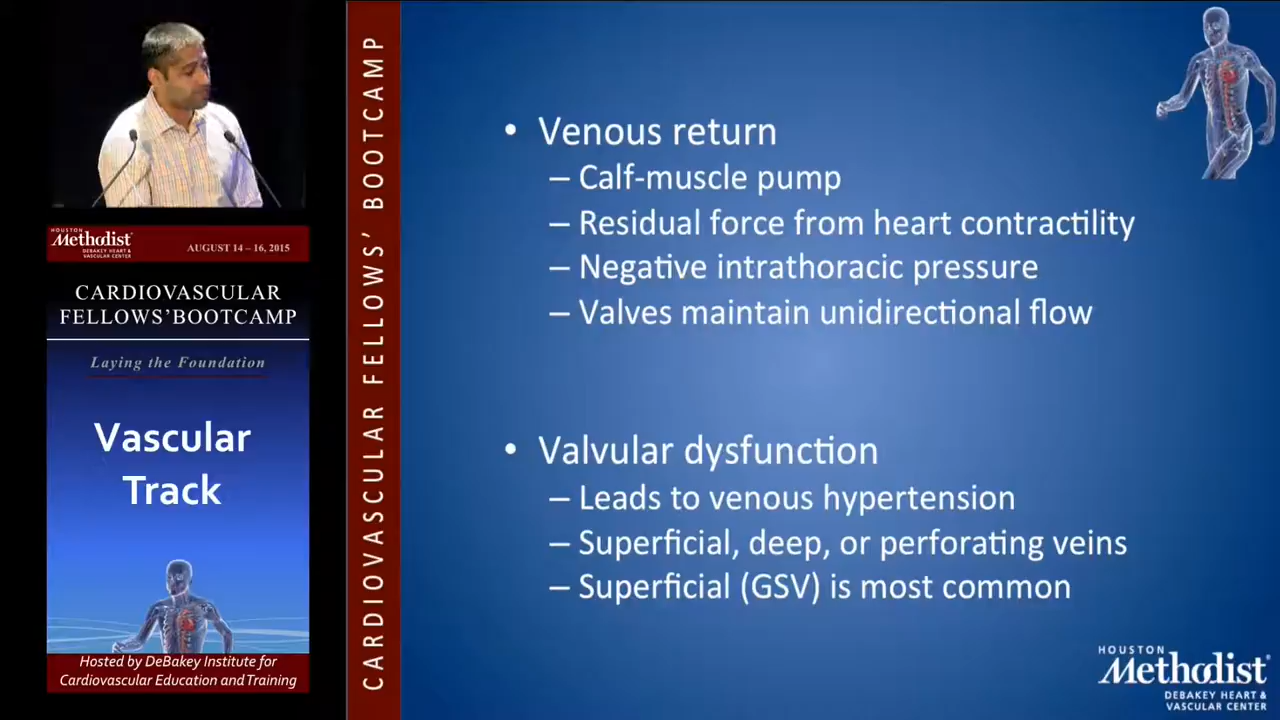 HOUSTON
Methodist
DEBAKEY HEART &
VASCULAR CENTER
AUGUST 14 – 16, 2015
CARDIOVASCULAR
FELLOWS’BOOTCAMP
Laying the Foundation
Vascular
Track
Hosted by DeBakey Institute for
Cardiovascular Education and Training
CARDIOVASCULAR FELLOWS’ BOOTCAMP
• Venous return
– Calf-muscle pump
– Residual force from heart contractility
– Negative intrathoracic pressure
– Valves maintain unidirectional flow
• Valvular dysfunction
– Leads to venous hypertension
– Superficial, deep, or perforating veins
– Superficial (GSV) is most common
HOUSTON
Methodist®
DEBAKEY HEART &
VASCULAR CENTER